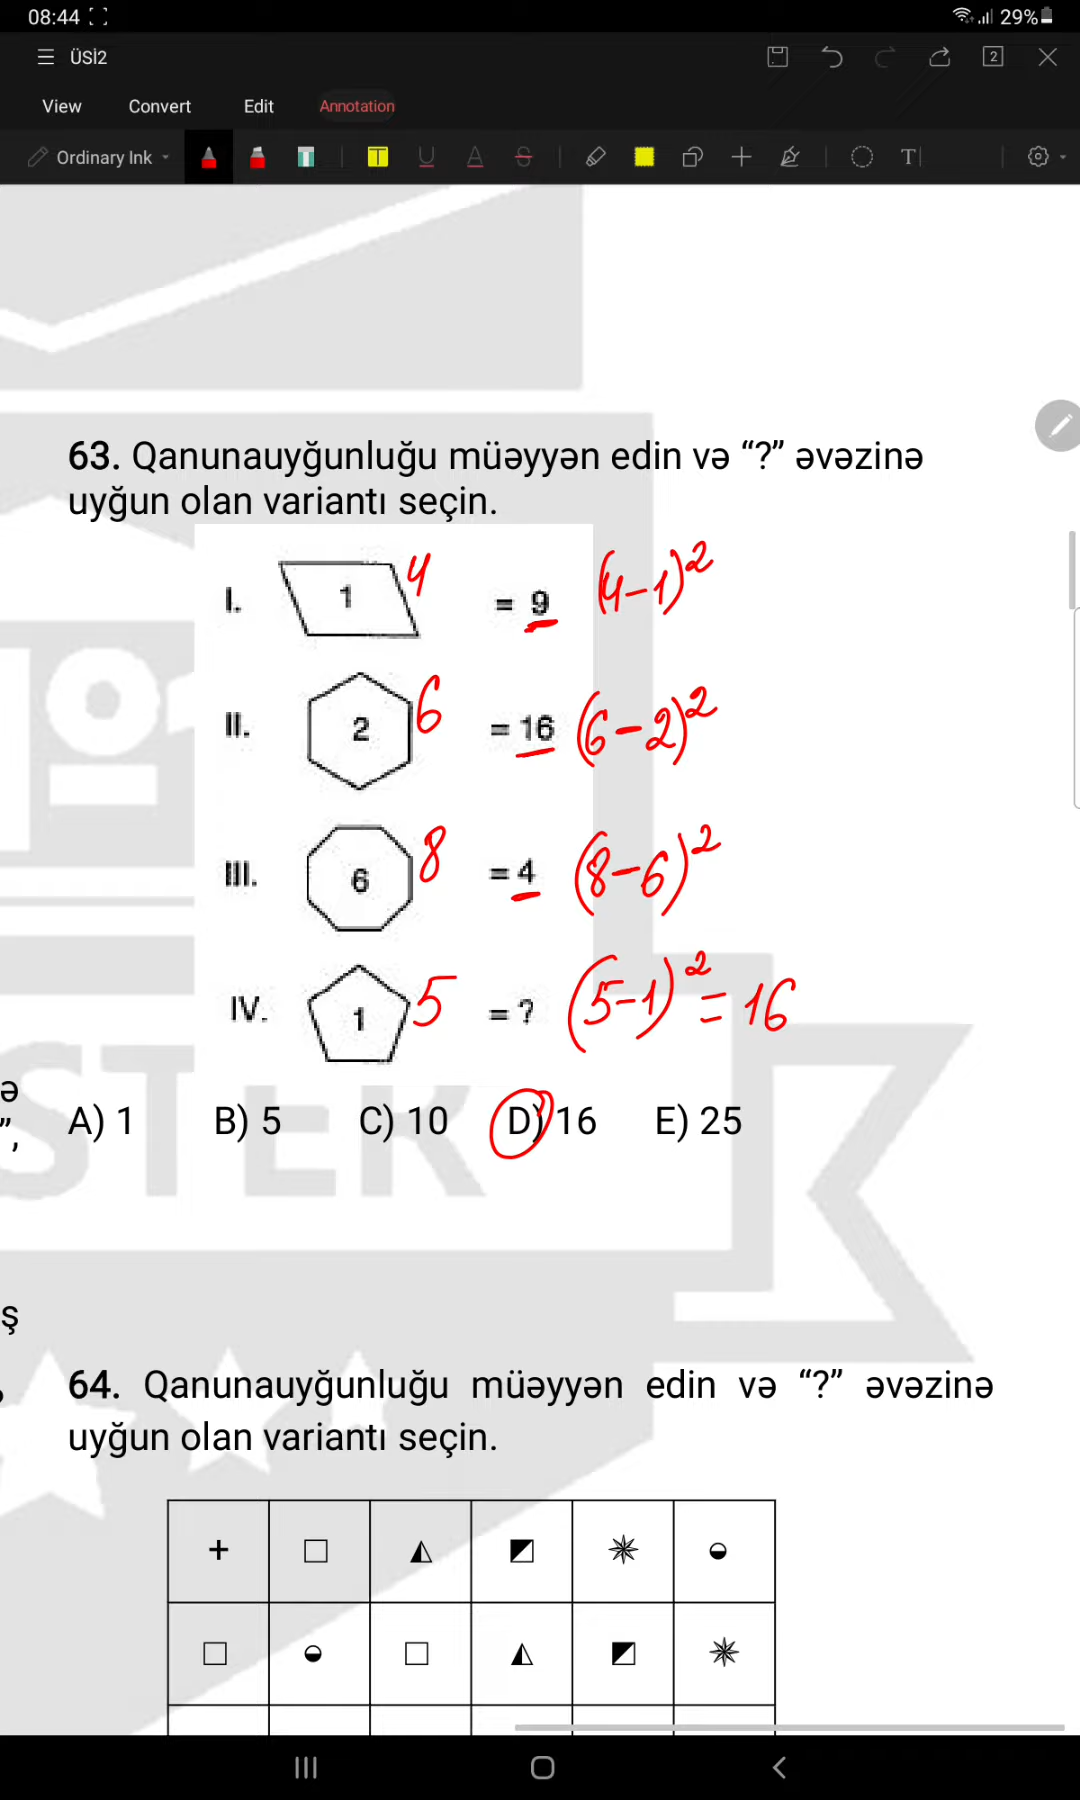 08:44 29%
ÜSİ2 2
View Convert Edit Annotation
Ordinary Ink T U A S T
63. Qanunauyğunluğu müəyyən edin və “?” əvəzinə
uyğun olan variantı seçin.
I. 1 4 = 9 (4-1)²
II. 2 6 = 16 (6-2)²
III. 6 8 = 4 (8-6)²
IV. 1 5 = ? (5-1)² = 16
ə
”,
A) 1 B) 5 C) 10 D) 16 E) 25
STER
ş
64. Qanunauyğunluğu müəyyən edin və “?” əvəzinə
uyğun olan variantı seçin.
+